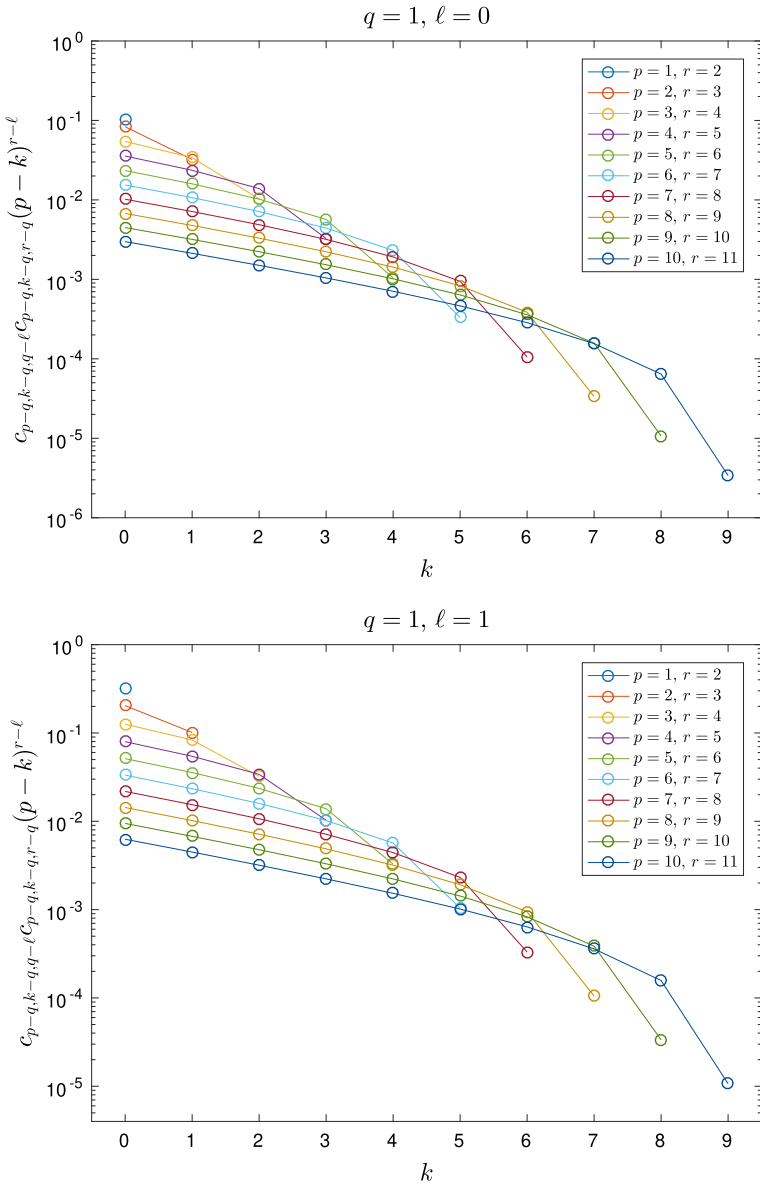 q = 1, ℓ = 0
10^0
10^-1
10^-2
10^-3
10^-4
10^-5
10^-6
c_{p−q,k−q,q−ℓ}c_{p−q,k−q,r−q}(p − k)^{r−ℓ}
p = 1, r = 2
p = 2, r = 3
p = 3, r = 4
p = 4, r = 5
p = 5, r = 6
p = 6, r = 7
p = 7, r = 8
p = 8, r = 9
p = 9, r = 10
p = 10, r = 11
0 1 2 3 4 5 6 7 8 9
k
q = 1, ℓ = 1
10^0
10^-1
10^-2
10^-3
10^-4
10^-5
c_{p−q,k−q,q−ℓ}c_{p−q,k−q,r−q}(p − k)^{r−ℓ}
p = 1, r = 2
p = 2, r = 3
p = 3, r = 4
p = 4, r = 5
p = 5, r = 6
p = 6, r = 7
p = 7, r = 8
p = 8, r = 9
p = 9, r = 10
p = 10, r = 11
0 1 2 3 4 5 6 7 8 9
k